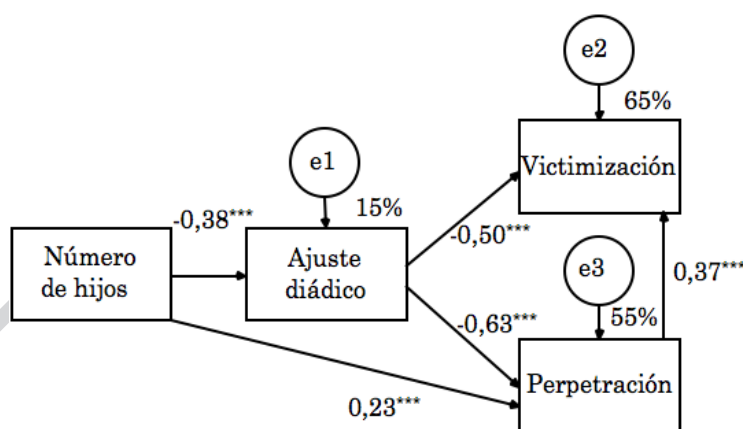 e2
65%
Victimización
e1
15%
-0,38***
Número
de hijos
Ajuste
diádico
-0,50***
e3
0,37***
55%
-0,63***
Perpetración
0,23***